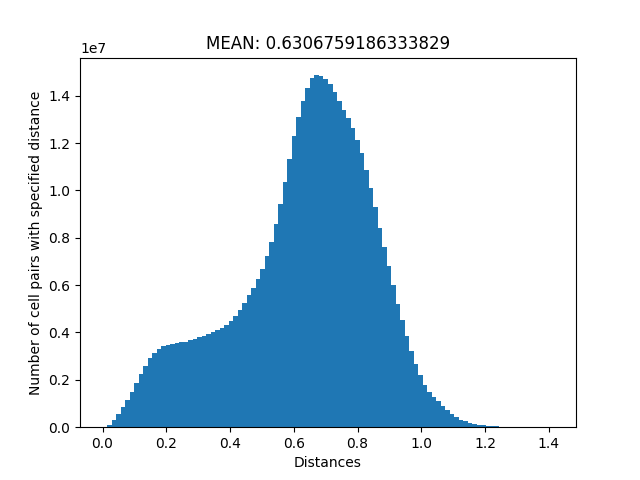 MEAN: 0.6306759186333829
1e7
1.4
1.2
1.0
0.8
0.6
0.4
0.2
0.0
Number of cell pairs with specified distance
0.0 0.2 0.4 0.6 0.8 1.0 1.2 1.4
Distances